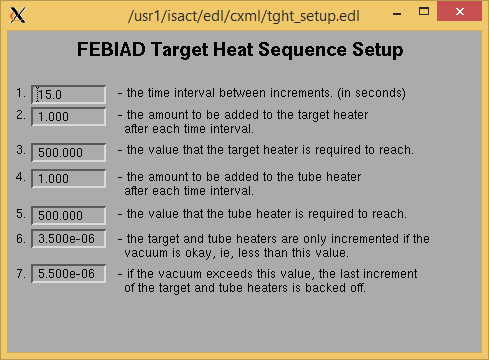 /usr1/isact/edl/cxml/tght_setup.edl
FEBIAD Target Heat Sequence Setup
1. 15.0 - the time interval between increments. (in seconds)
2. 1.000 - the amount to be added to the target heater
after each time interval.
3. 500.000 - the value that the target heater is required to reach.
4. 1.000 - the amount to be added to the tube heater
after each time interval.
5. 500.000 - the value that the tube heater is required to reach.
6. 3.500e-06 - the target and tube heaters are only incremented if the
vacuum is okay, ie, less than this value.
7. 5.500e-06 - if the vacuum exceeds this value, the last increment
of the target and tube heaters is backed off.